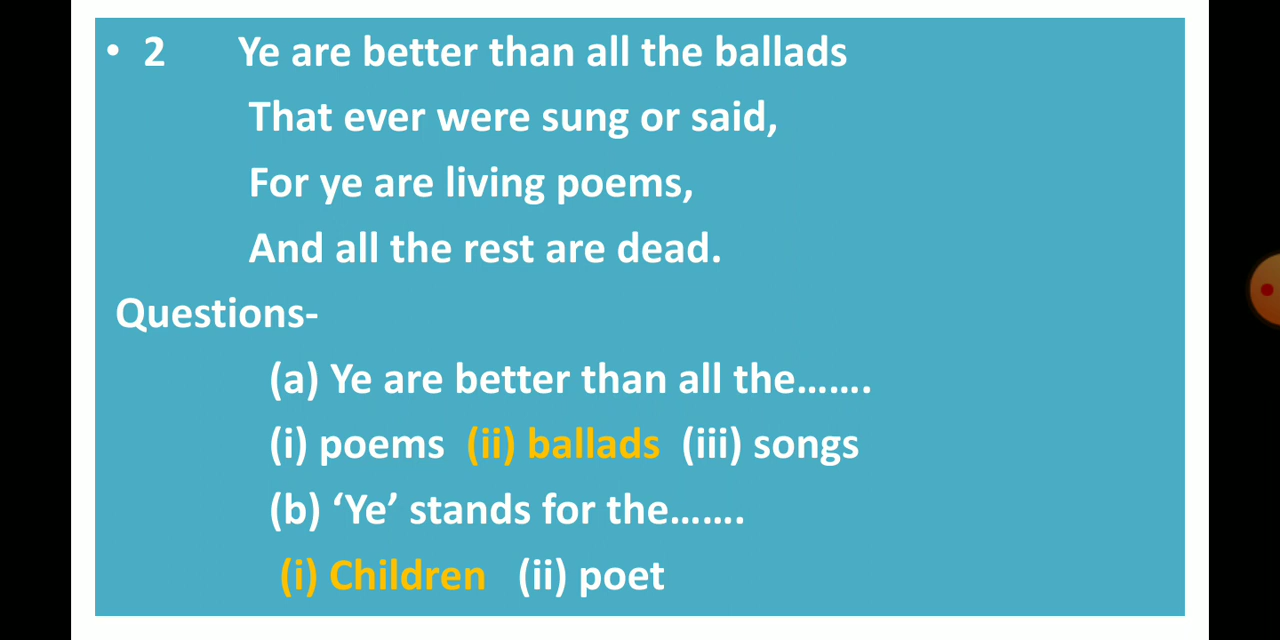 • 2 Ye are better than all the ballads
That ever were sung or said,
For ye are living poems,
And all the rest are dead.
Questions-
(a) Ye are better than all the.......
(i) poems (ii) ballads (iii) songs
(b) ‘Ye’ stands for the.......
(i) Children (ii) poet